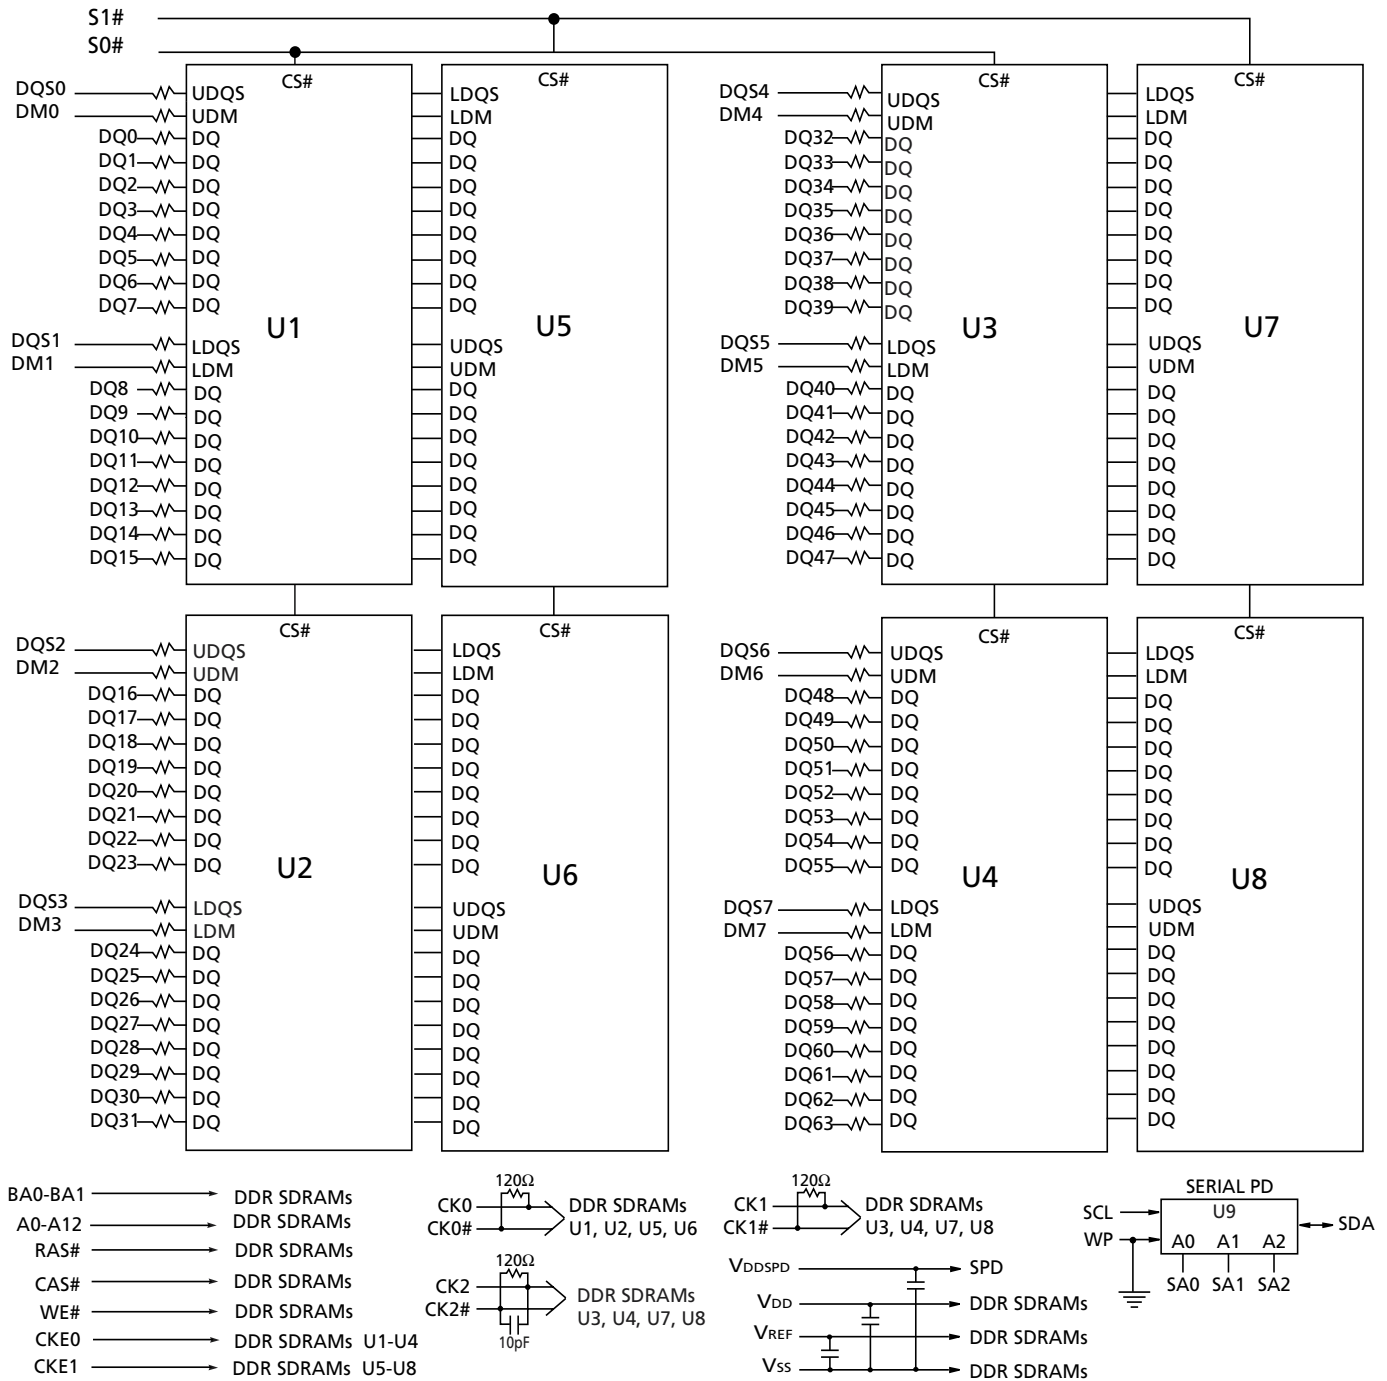 S1#
S0#
CS# CS# CS# CS#
DQS0 UDQS LDQS DQS4 UDQS LDQS
DM0 UDM LDM DM4 UDM LDM
DQ0 DQ DQ DQ32 DQ DQ
DQ1 DQ DQ DQ33 DQ DQ
DQ2 DQ DQ DQ34 DQ DQ
DQ3 DQ DQ DQ35 DQ DQ
DQ4 DQ DQ DQ36 DQ DQ
DQ5 DQ DQ DQ37 DQ DQ
DQ6 DQ DQ DQ38 DQ DQ
DQ7 DQ DQ DQ39 DQ DQ
U1 U5 U3 U7
DQS1 LDQS UDQS DQS5 LDQS UDQS
DM1 LDM UDM DM5 LDM UDM
DQ8 DQ DQ DQ40 DQ DQ
DQ9 DQ DQ DQ41 DQ DQ
DQ10 DQ DQ DQ42 DQ DQ
DQ11 DQ DQ DQ43 DQ DQ
DQ12 DQ DQ DQ44 DQ DQ
DQ13 DQ DQ DQ45 DQ DQ
DQ14 DQ DQ DQ46 DQ DQ
DQ15 DQ DQ DQ47 DQ DQ
CS# CS# CS# CS#
DQS2 UDQS LDQS DQS6 UDQS LDQS
DM2 UDM LDM DM6 UDM LDM
DQ16 DQ DQ DQ48 DQ DQ
DQ17 DQ DQ DQ49 DQ DQ
DQ18 DQ DQ DQ50 DQ DQ
DQ19 DQ DQ DQ51 DQ DQ
DQ20 DQ DQ DQ52 DQ DQ
DQ21 DQ DQ DQ53 DQ DQ
DQ22 DQ DQ DQ54 DQ DQ
DQ23 DQ DQ DQ55 DQ DQ
U2 U6 U4 U8
DQS3 LDQS UDQS DQS7 LDQS UDQS
DM3 LDM UDM DM7 LDM UDM
DQ24 DQ DQ DQ56 DQ DQ
DQ25 DQ DQ DQ57 DQ DQ
DQ26 DQ DQ DQ58 DQ DQ
DQ27 DQ DQ DQ59 DQ DQ
DQ28 DQ DQ DQ60 DQ DQ
DQ29 DQ DQ DQ61 DQ DQ
DQ30 DQ DQ DQ62 DQ DQ
DQ31 DQ DQ DQ63 DQ DQ
BA0-BA1 DDR SDRAMs
A0-A12 DDR SDRAMs
RAS# DDR SDRAMs
CAS# DDR SDRAMs
WE# DDR SDRAMs
CKE0 DDR SDRAMs U1-U4
CKE1 DDR SDRAMs U5-U8
120Ω
CK0 DDR SDRAMs
CK0# U1, U2, U5, U6
120Ω
CK2 DDR SDRAMs
CK2# U3, U4, U7, U8
10pF
120Ω
CK1 DDR SDRAMs
CK1# U3, U4, U7, U8
VDDSPD SPD
VDD DDR SDRAMs
VREF DDR SDRAMs
VSS DDR SDRAMs
SERIAL PD
SCL U9 SDA
WP A0 A1 A2
SA0 SA1 SA2